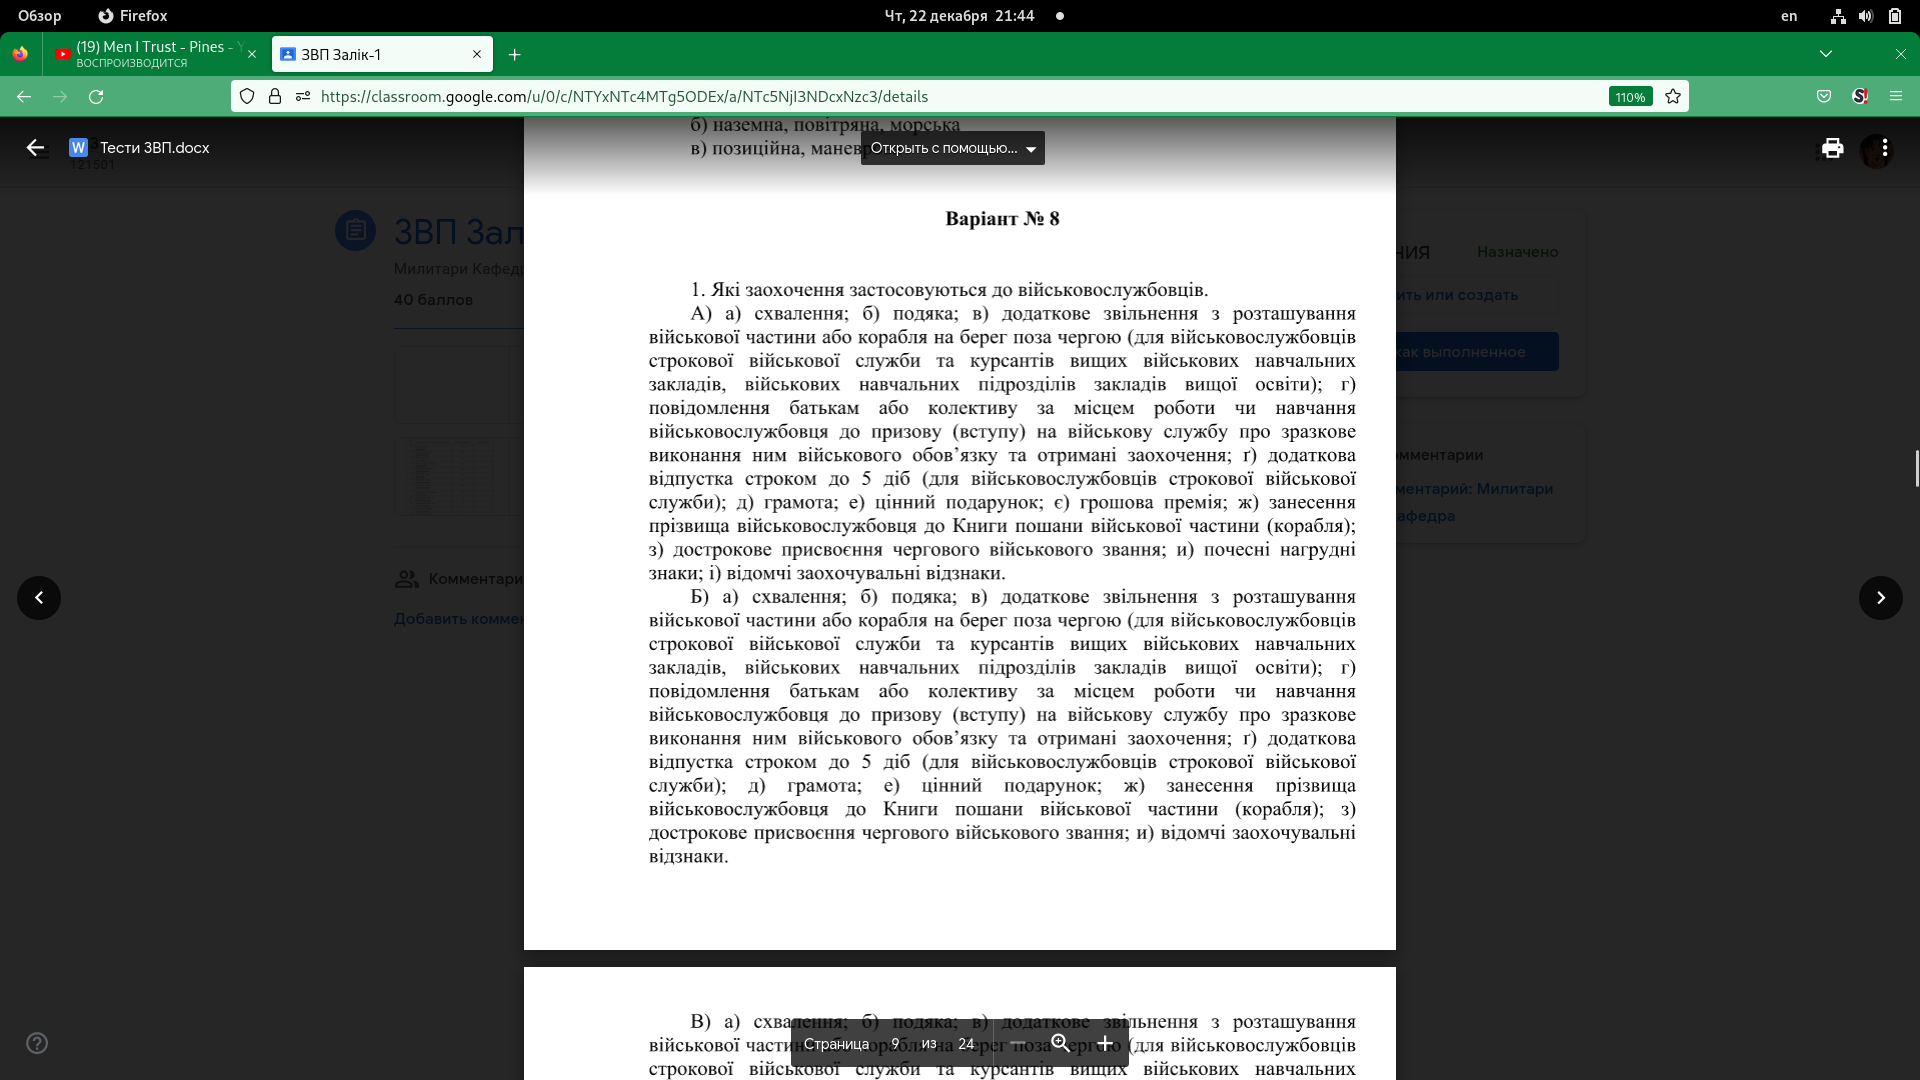 Обзор
Firefox
Чт, 22 декабря 21:44
en
(19) Men I Trust - Pines -
ВОСПРОИЗВОДИТСЯ
ЗВП Залік-1
https://classroom.google.com/u/0/c/NTYxNTc4MTg5ODEx/a/NTc5NjI3NDcxNzc3/details
110%
Тести ЗВП.docx
121501
Открыть с помощью...
б) наземна, повітряна, морська
в) позиційна, манев
ЗВП Зал
Милитари Кафед
40 баллов
Комментари
Добавить комме
Варіант № 8
1. Які заохочення застосовуються до військовослужбовців.
А) а) схвалення; б) подяка; в) додаткове звільнення з розташування
військової частини або корабля на берег поза чергою (для військовослужбовців
строкової військової служби та курсантів вищих військових навчальних
закладів, військових навчальних підрозділів закладів вищої освіти); г)
повідомлення батькам або колективу за місцем роботи чи навчання
військовослужбовця до призову (вступу) на військову службу про зразкове
виконання ним військового обов’язку та отримані заохочення; ґ) додаткова
відпустка строком до 5 діб (для військовослужбовців строкової військової
служби); д) грамота; е) цінний подарунок; є) грошова премія; ж) занесення
прізвища військовослужбовця до Книги пошани військової частини (корабля);
з) дострокове присвоєння чергового військового звання; и) почесні нагрудні
знаки; і) відомчі заохочувальні відзнаки.
Б) а) схвалення; б) подяка; в) додаткове звільнення з розташування
військової частини або корабля на берег поза чергою (для військовослужбовців
строкової військової служби та курсантів вищих військових навчальних
закладів, військових навчальних підрозділів закладів вищої освіти); г)
повідомлення батькам або колективу за місцем роботи чи навчання
військовослужбовця до призову (вступу) на військову службу про зразкове
виконання ним військового обов’язку та отримані заохочення; ґ) додаткова
відпустка строком до 5 діб (для військовослужбовців строкової військової
служби); д) грамота; е) цінний подарунок; ж) занесення прізвища
військовослужбовця до Книги пошани військової частини (корабля); з)
дострокове присвоєння чергового військового звання; и) відомчі заохочувальні
відзнаки.
В) а) схвалення; б) подяка; в) додаткове звільнення з розташування
військової частини або корабля на берег поза чергою (для військовослужбовців
строкової військової служби та курсантів вищих військових навчальних
Страница 9 из 24
ния
Назначено
ить или создать
как выполненное
омментарии
ментарий: Милитари
афедра